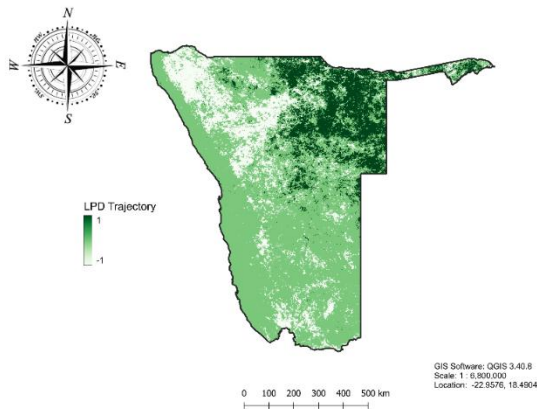 N
W
E
S
LPD Trajectory
1
-1
GIS Software: QGIS 3.40.8
Scale: 1 : 6,800,000
Location: -22.9576, 18.4904
0 100 200 300 400 500 km